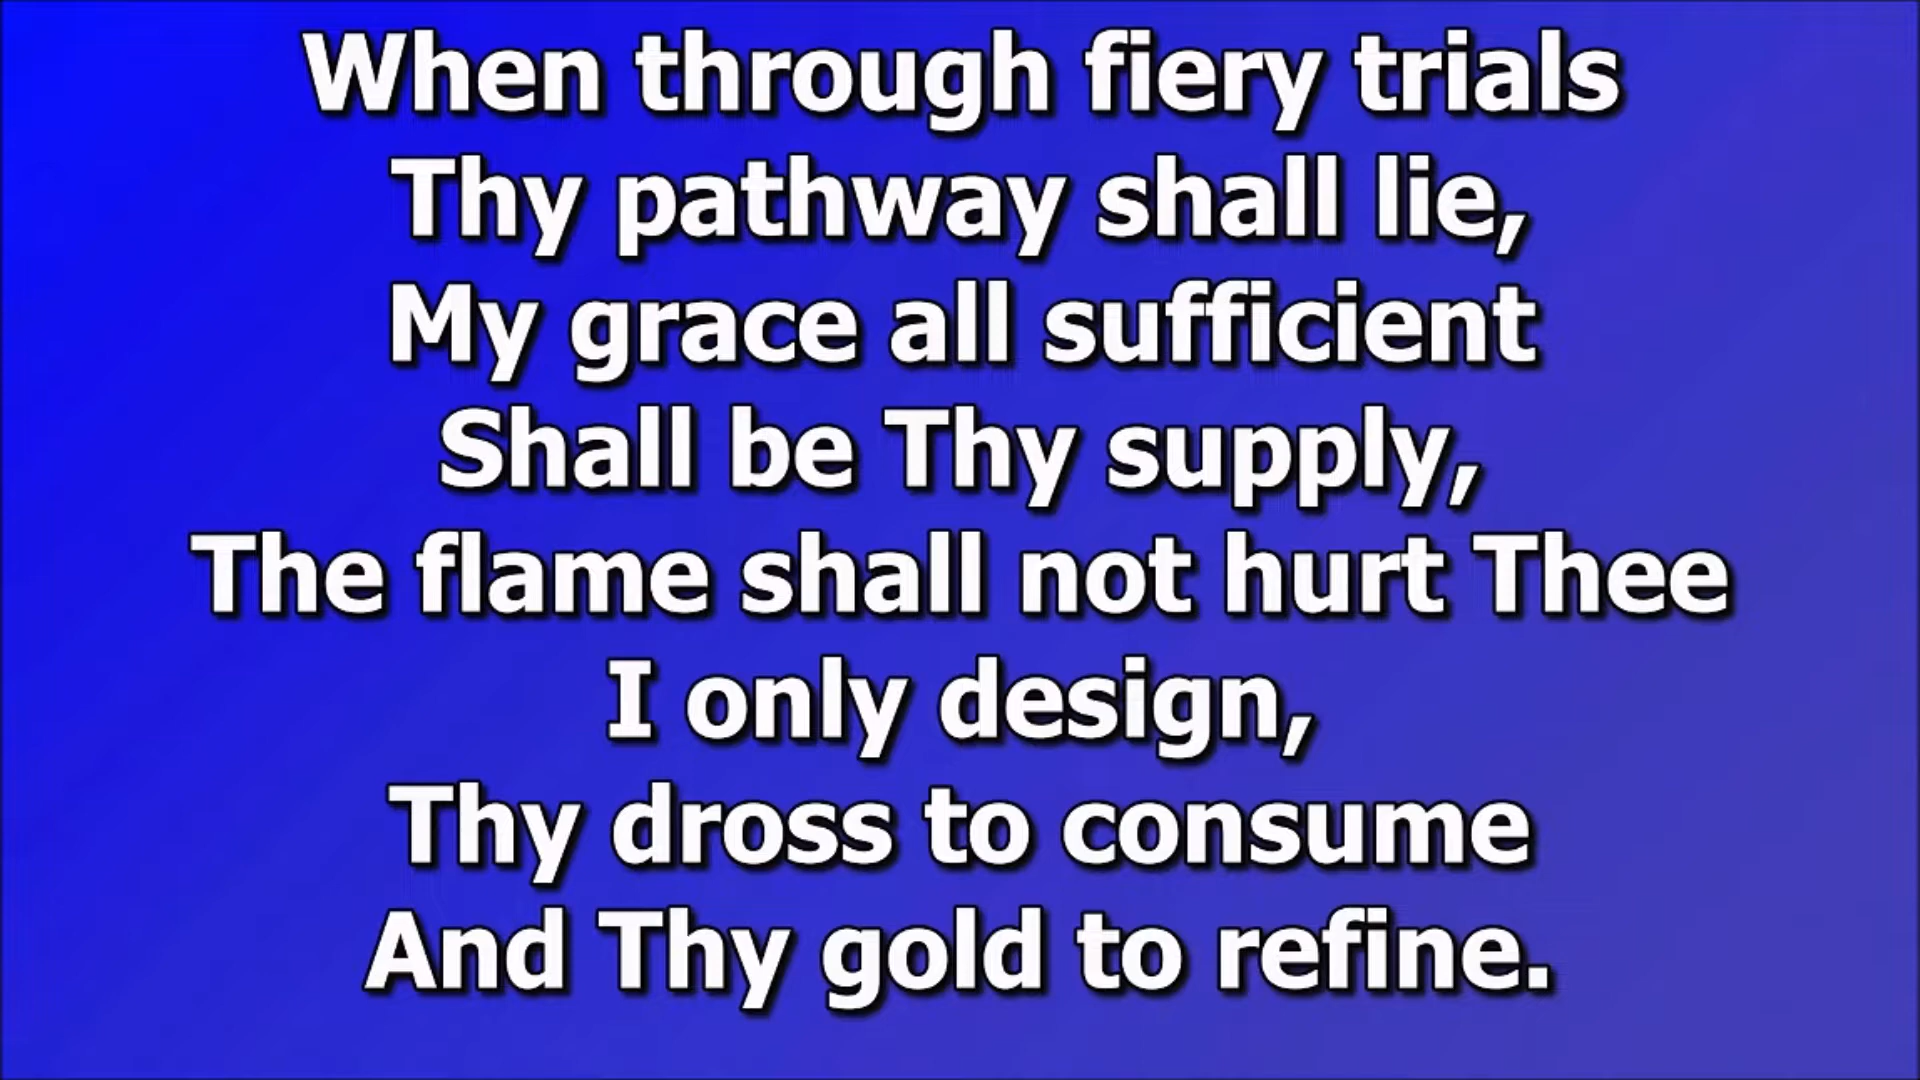 When through fiery trials
Thy pathway shall lie,
My grace all sufficient
Shall be Thy supply,
The flame shall not hurt Thee
I only design,
Thy dross to consume
And Thy gold to refine.